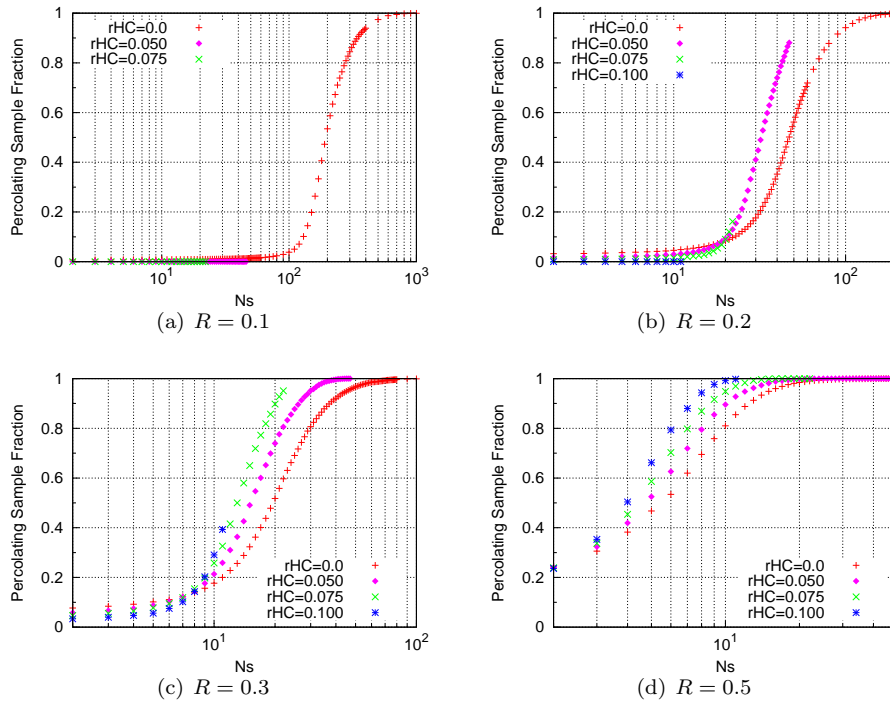 rHC=0.0
rHC=0.050
rHC=0.075
Percolating Sample Fraction
0
0.2
0.4
0.6
0.8
1
10^1
10^2
10^3
Ns
(a) R = 0.1
rHC=0.0
rHC=0.050
rHC=0.075
rHC=0.100
Percolating Sample Fraction
0
0.2
0.4
0.6
0.8
1
10^1
10^2
Ns
(b) R = 0.2
rHC=0.0
rHC=0.050
rHC=0.075
rHC=0.100
Percolating Sample Fraction
0
0.2
0.4
0.6
0.8
1
10^1
10^2
Ns
(c) R = 0.3
rHC=0.0
rHC=0.050
rHC=0.075
rHC=0.100
Percolating Sample Fraction
0
0.2
0.4
0.6
0.8
1
10^1
Ns
(d) R = 0.5